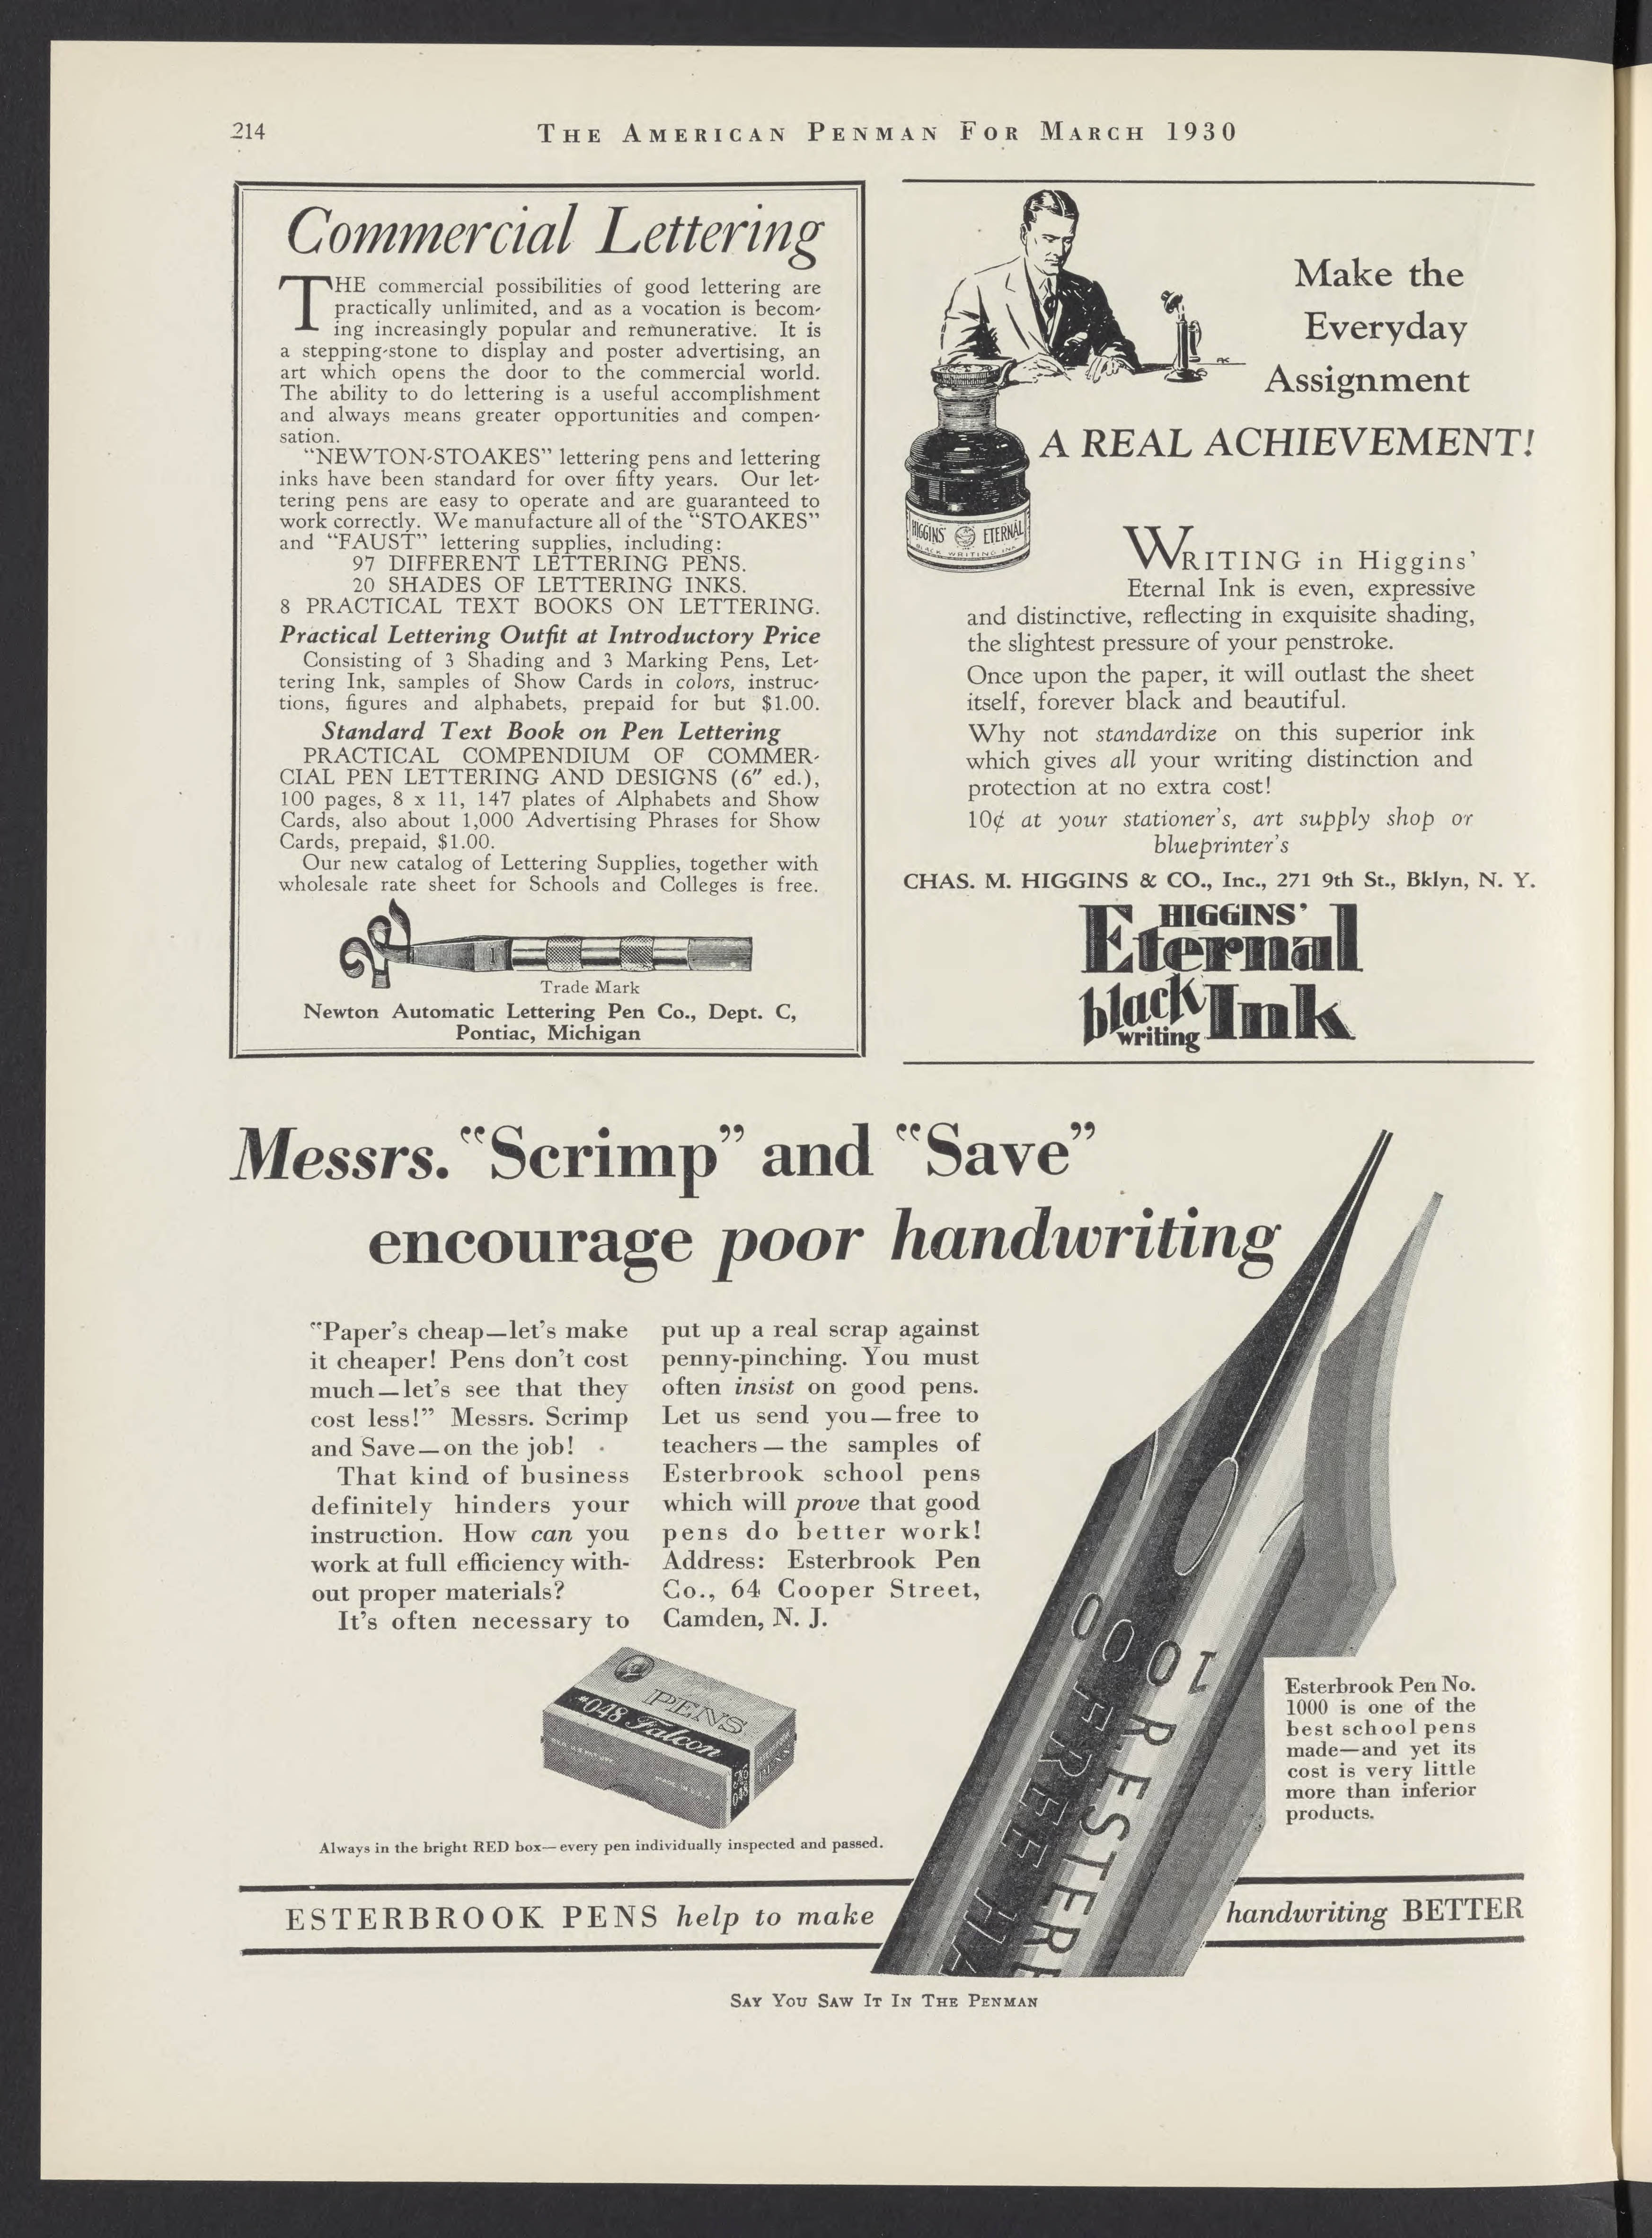 214
THE AMERICAN PENMAN FOR MARCH 1930
Commercial Lettering
THE commercial possibilities of good lettering are
practically unlimited, and as a vocation is becom-
ing increasingly popular and remunerative. It is
a stepping-stone to display and poster advertising, an
art which opens the door to the commercial world.
The ability to do lettering is a useful accomplishment
and always means greater opportunities and compen-
sation.
"NEWTON-STOAKES" lettering pens and lettering
inks have been standard for over fifty years. Our let-
tering pens are easy to operate and are guaranteed to
work correctly. We manufacture all of the "STOAKES"
and "FAUST" lettering supplies, including:
97 DIFFERENT LETTERING PENS.
20 SHADES OF LETTERING INKS.
8 PRACTICAL TEXT BOOKS ON LETTERING.
Practical Lettering Outfit at Introductory Price
Consisting of 3 Shading and 3 Marking Pens, Let-
tering Ink, samples of Show Cards in colors, instruc-
tions, figures and alphabets, prepaid for but $1.00.
Standard Text Book on Pen Lettering
PRACTICAL COMPENDIUM OF COMMER-
CIAL PEN LETTERING AND DESIGNS (6" ed.),
100 pages, 8 x 11, 147 plates of Alphabets and Show
Cards, also about 1,000 Advertising Phrases for Show
Cards, prepaid, $1.00.
Our new catalog of Lettering Supplies, together with
wholesale rate sheet for Schools and Colleges is free.
1
Trade Mark
Newton Automatic Lettering Pen Co., Dept. C,
Pontiac, Michigan
Make the
Everyday
Assignment
A REAL ACHIEVEMENT!
HIGGINS' ETERNAL
BLACK WRITING INK
WRITING in Higgins'
Eternal Ink is even, expressive
and distinctive, reflecting in exquisite shading,
the slightest pressure of your penstroke.
Once upon the paper, it will outlast the sheet
itself, forever black and beautiful.
Why not standardize on this superior ink
which gives all your writing distinction and
protection at no extra cost!
10¢ at your stationer's, art supply shop or
blueprinter's
CHAS. M. HIGGINS & CO., Inc., 271 9th St., Bklyn, N. Y.
HIGGINS'
Eternal
black
writing
Ink
Messrs. "Scrimp" and "Save"
encourage poor handwriting
"Paper's cheap—let's make
it cheaper! Pens don't cost
much—let's see that they
cost less!" Messrs. Scrimp
and Save—on the job!
That kind of business
definitely hinders your
instruction. How can you
work at full efficiency with-
out proper materials?
It's often necessary to
put up a real scrap against
penny-pinching. You must
often insist on good pens.
Let us send you—free to
teachers—the samples of
Esterbrook school pens
which will prove that good
pens do better work!
Address: Esterbrook Pen
Co., 64 Cooper Street,
Camden, N. J.
PENS
#048 Falcon
MADE IN U.S.A.
048
PENS
Always in the bright RED box—every pen individually inspected and passed.
1000
R. ESTER
FREE HA
Esterbrook Pen No.
1000 is one of the
best school pens
made—and yet its
cost is very little
more than inferior
products.
ESTERBROOK PENS help to make handwriting BETTER
SAY YOU SAW IT IN THE PENMAN